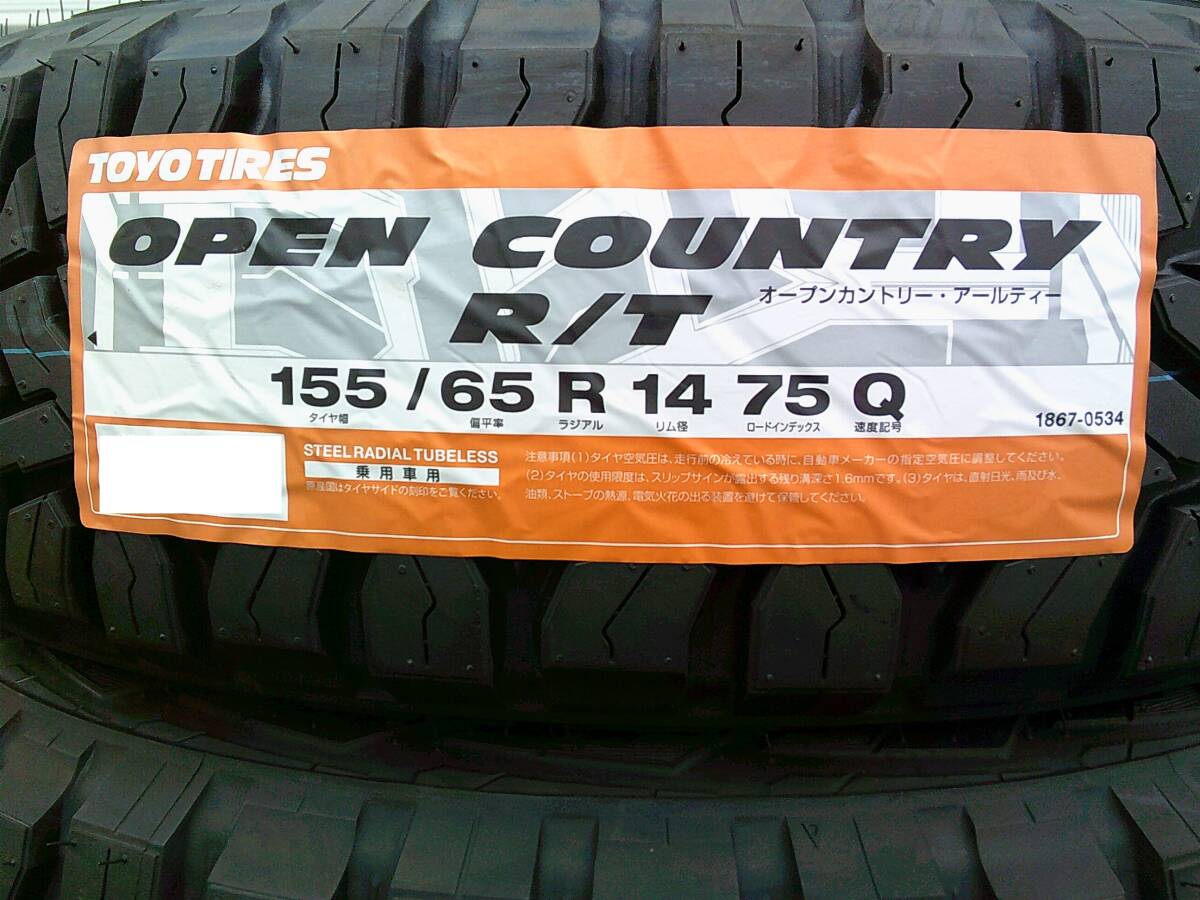 TOYO TIRES
OPEN COUNTRY
R/T
オープンカントリー・アールティー
155 / 65 R 14 75 Q
タイヤ幅 偏平率 ラジアル リム径 ロードインデックス 速度記号
1867-0534
STEEL RADIAL TUBELESS
乗用車用
原産国はタイヤサイドの刻印をご覧ください。
注意事項(1)タイヤ空気圧は、走行前の冷えている時に、自動車メーカーの指定空気圧に調整してください。
(2)タイヤの使用限度は、スリップサインが露出する残り溝深さ1.6mmです。(3)タイヤは、直射日光、雨及び水、
油類、ストーブの熱源、電気火花の出る装置を避けて保管してください。